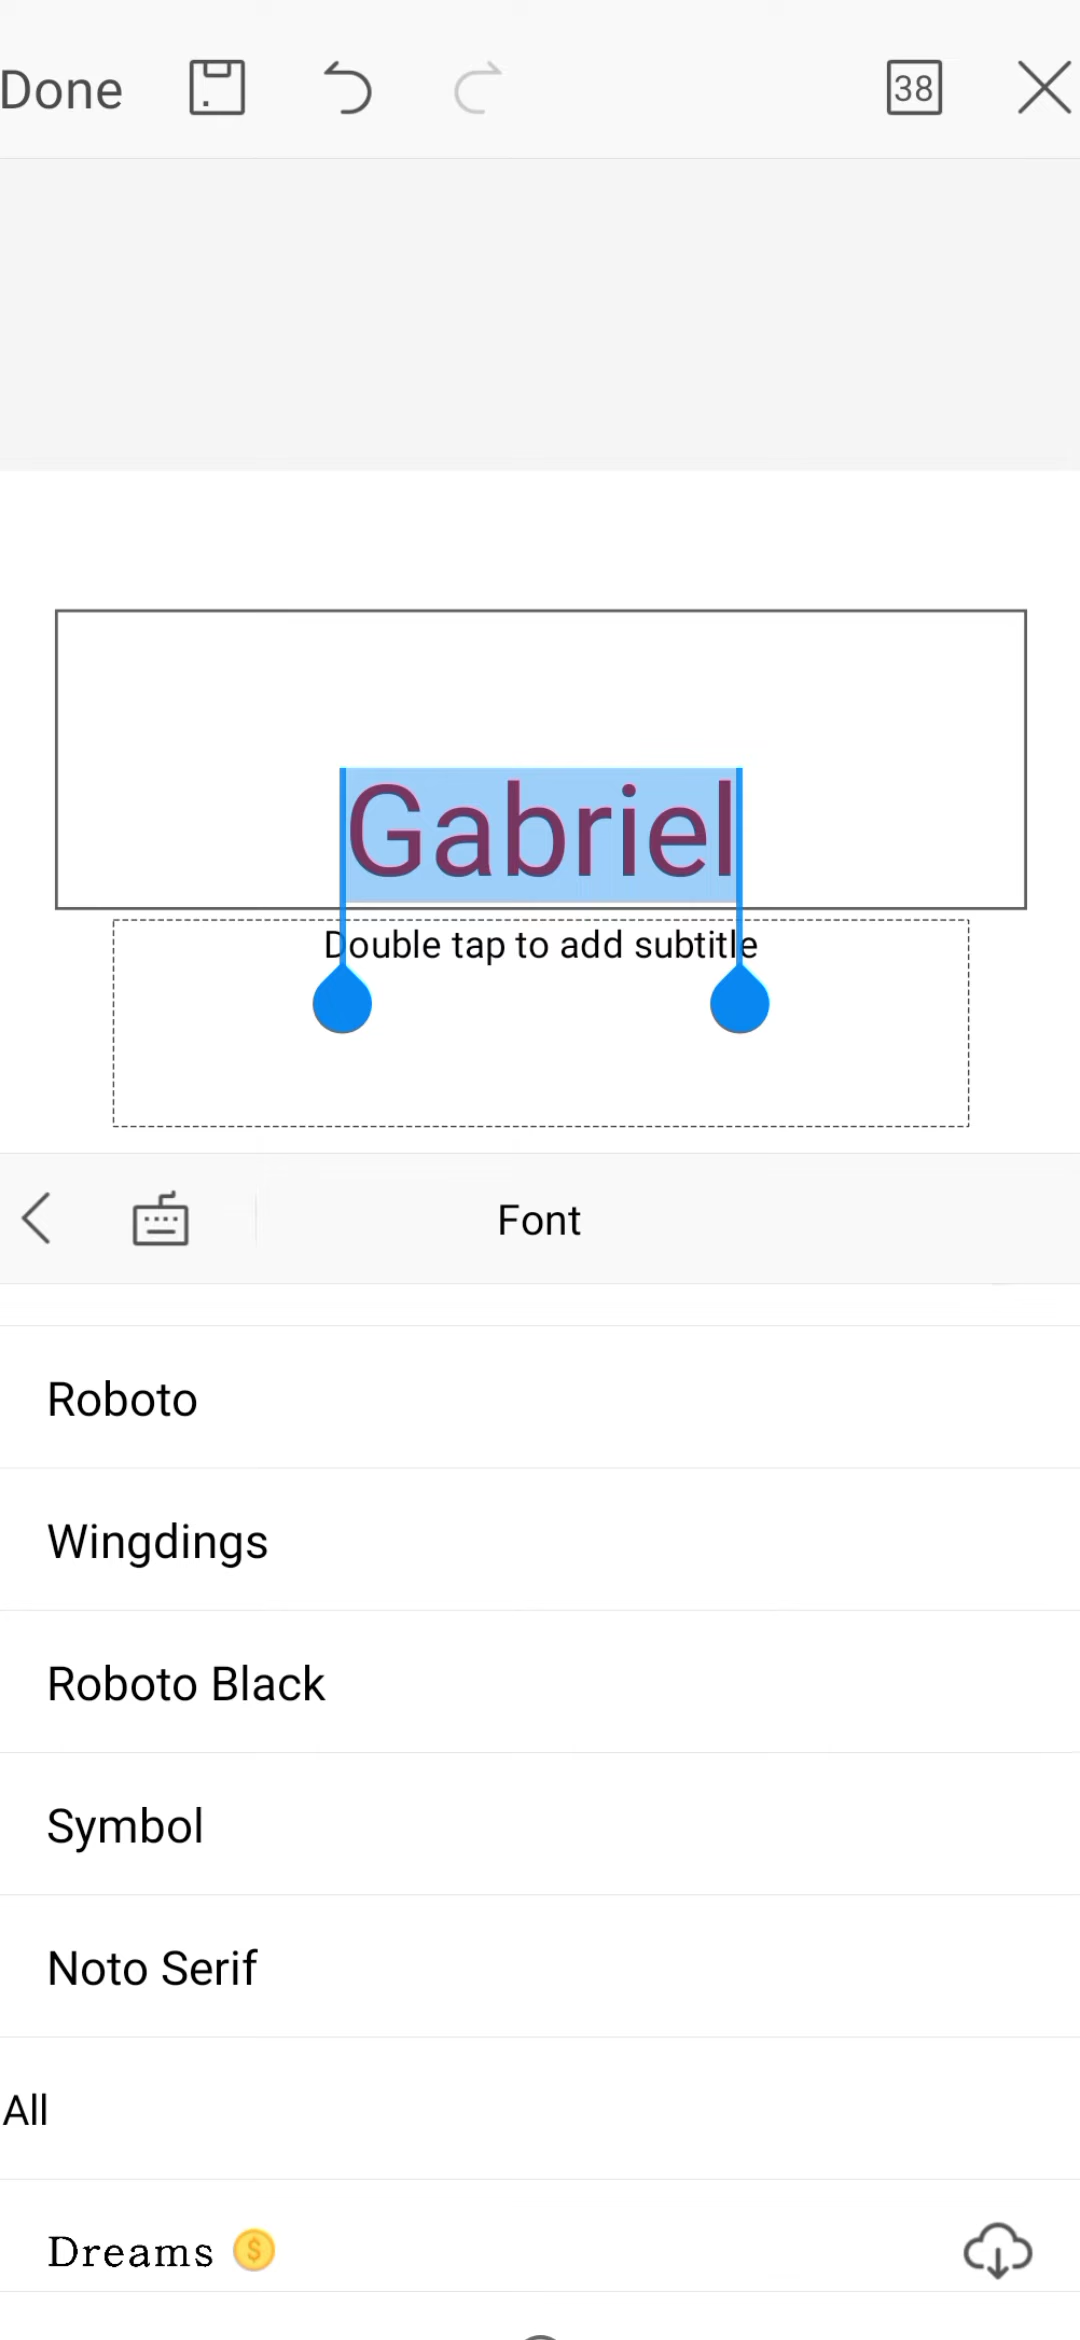 Done 38
Gabriel
Double tap to add subtitle
Font
Roboto
Wingdings
Roboto Black
Symbol
Noto Serif
All
Dreams $